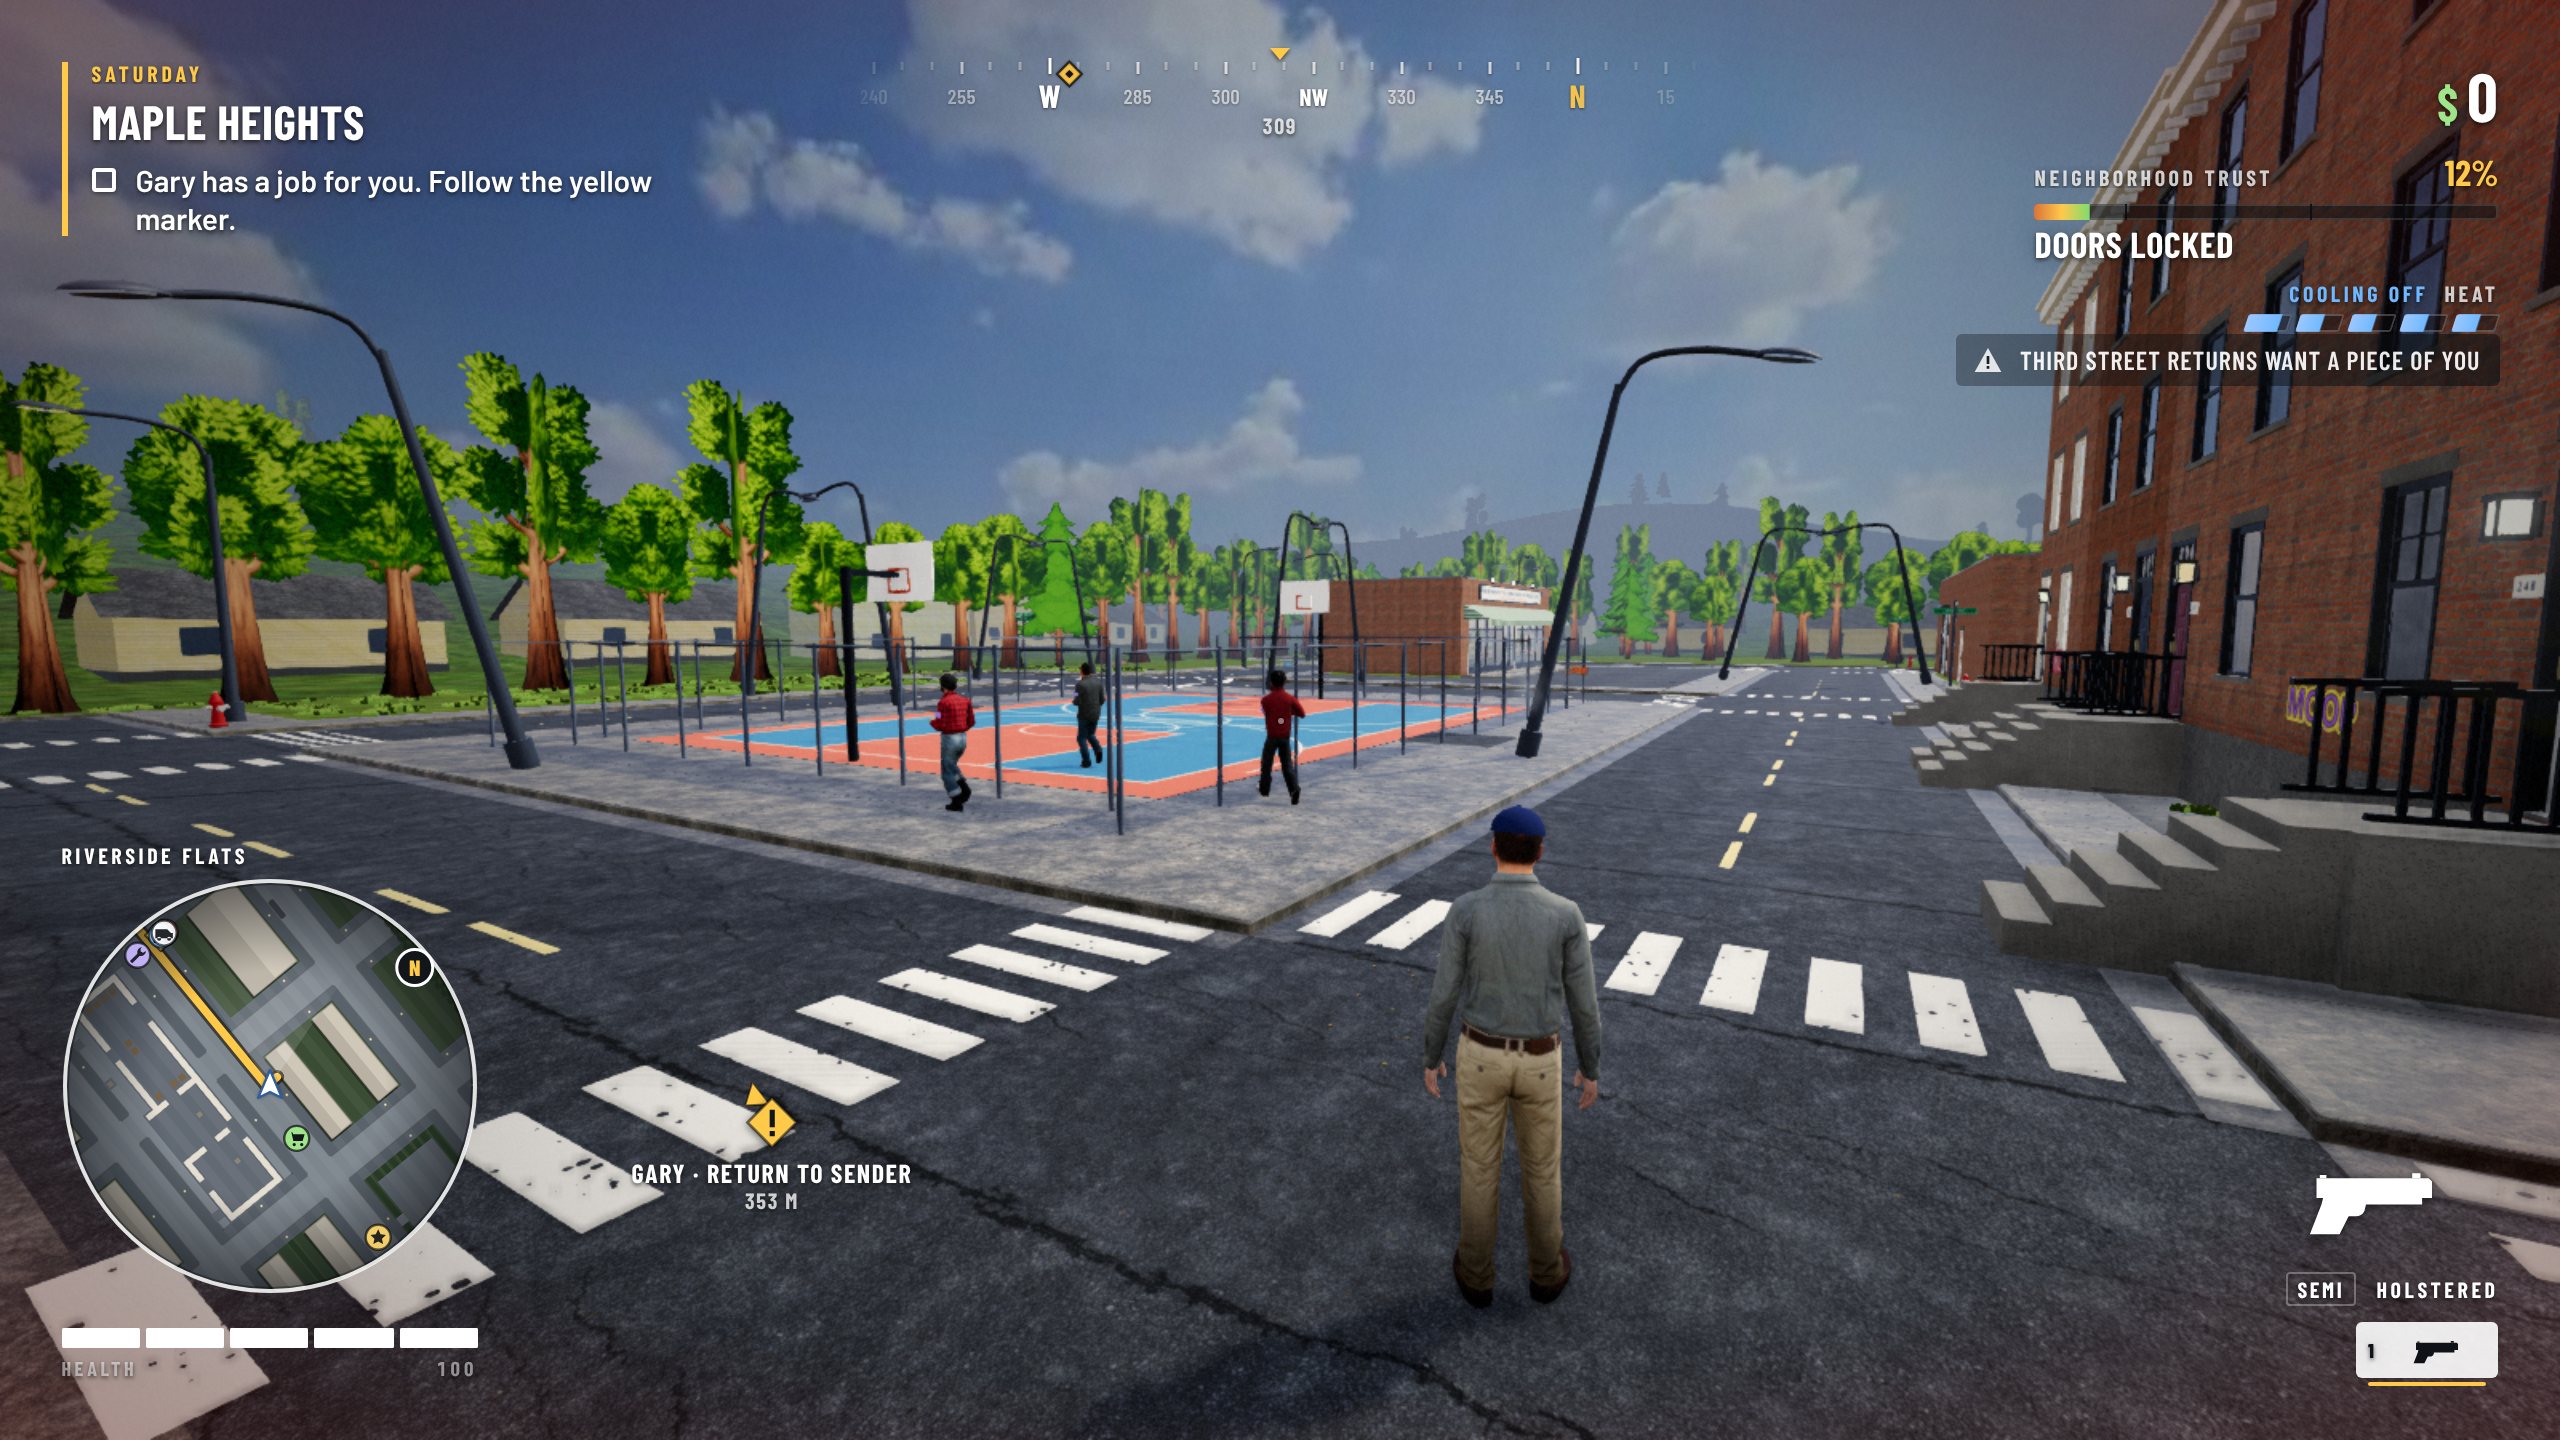 SATURDAY
MAPLE HEIGHTS
Gary has a job for you. Follow the yellow
marker.
240 255 W 285 300 NW 330 345 N 15
309
$ 0
NEIGHBORHOOD TRUST 12%
DOORS LOCKED
COOLING OFF HEAT
THIRD STREET RETURNS WANT A PIECE OF YOU
248
RIVERSIDE FLATS
N
GARY · RETURN TO SENDER
353 M
HEALTH 100
SEMI HOLSTERED
1